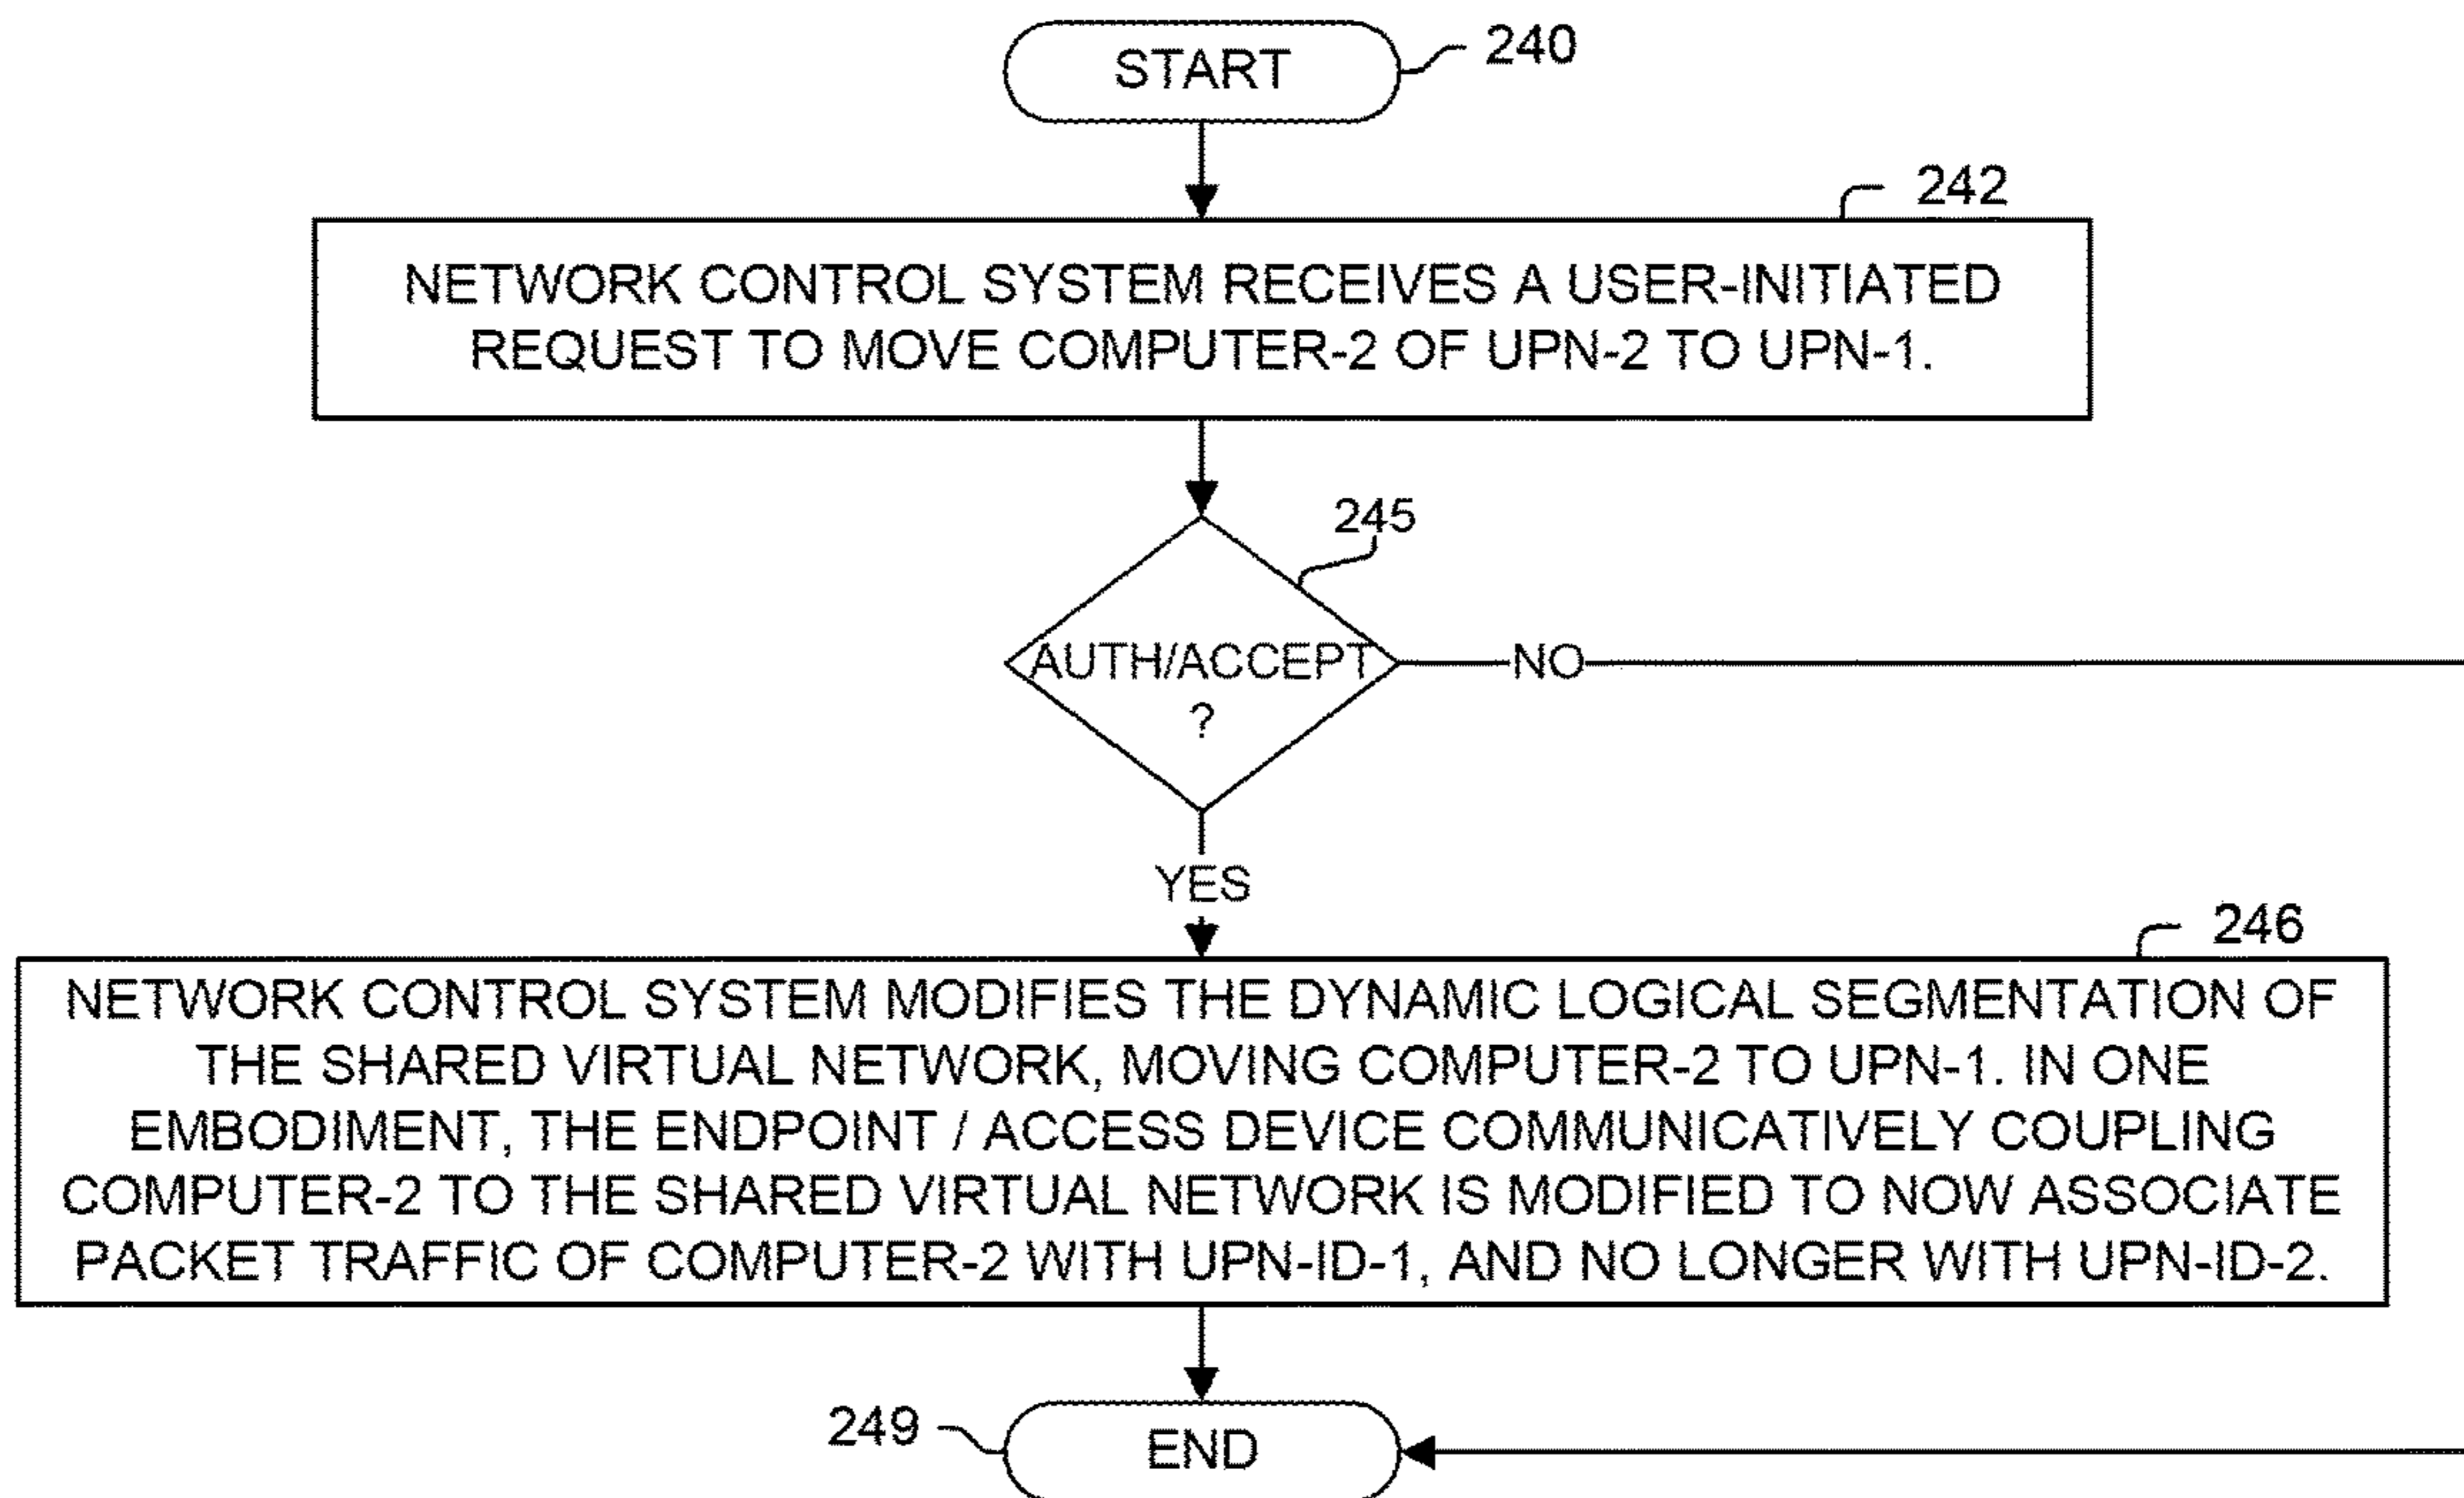 START
240
242
NETWORK CONTROL SYSTEM RECEIVES A USER-INITIATED
REQUEST TO MOVE COMPUTER-2 OF UPN-2 TO UPN-1.
245
AUTH/ACCEPT
?
NO
YES
246
NETWORK CONTROL SYSTEM MODIFIES THE DYNAMIC LOGICAL SEGMENTATION OF
THE SHARED VIRTUAL NETWORK, MOVING COMPUTER-2 TO UPN-1. IN ONE
EMBODIMENT, THE ENDPOINT / ACCESS DEVICE COMMUNICATIVELY COUPLING
COMPUTER-2 TO THE SHARED VIRTUAL NETWORK IS MODIFIED TO NOW ASSOCIATE
PACKET TRAFFIC OF COMPUTER-2 WITH UPN-ID-1, AND NO LONGER WITH UPN-ID-2.
249
END